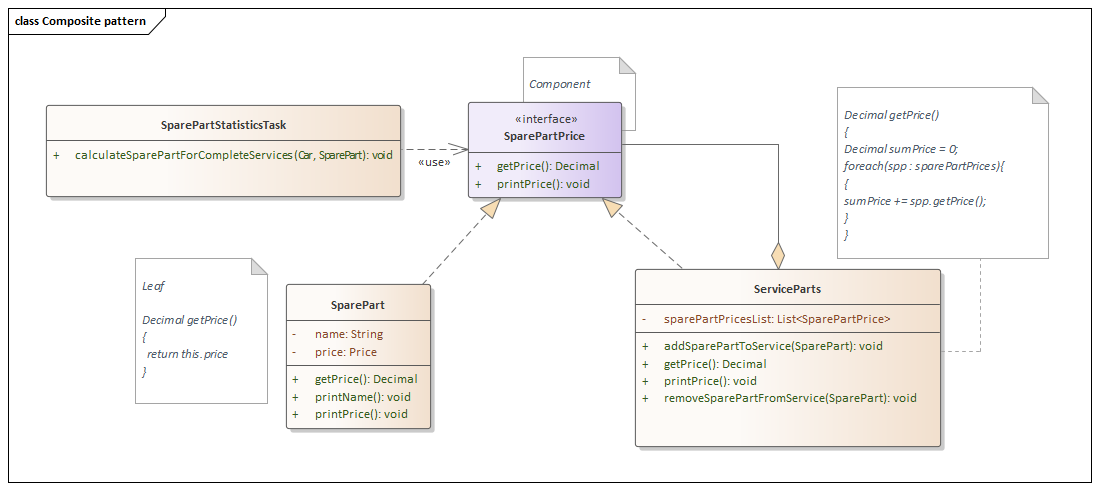 class Composite pattern
Component
SparePartStatisticsTask
+ calculateSparePartForCompleteServices(Car, SparePart): void
«use»
«interface»
SparePartPrice
+ getPrice(): Decimal
+ printPrice(): void
Decimal getPrice()
{
Decimal sumPrice = 0;
foreach(spp : sparePartPrices){
{
sumPrice += spp.getPrice();
}
}
Leaf
Decimal getPrice()
{
return this.price
}
SparePart
- name: String
- price: Price
+ getPrice(): Decimal
+ printName(): void
+ printPrice(): void
ServiceParts
- sparePartPricesList: List<SparePartPrice>
+ addSparePartToService(SparePart): void
+ getPrice(): Decimal
+ printPrice(): void
+ removeSparePartFromService(SparePart): void